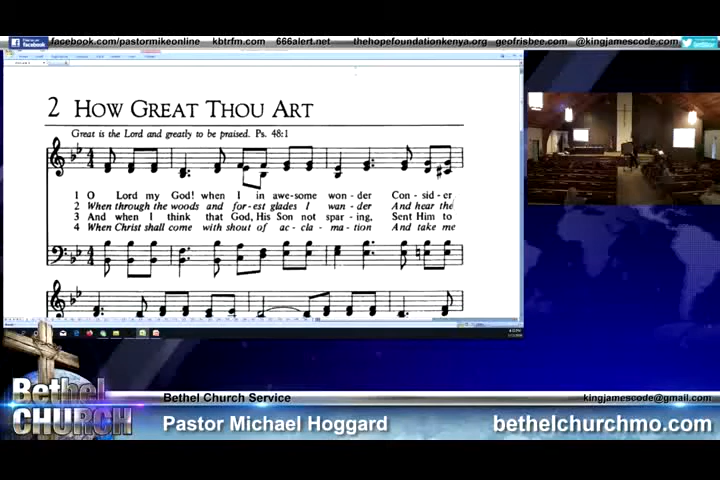 Find us on
facebook facebook.com/pastormikeonline kbtrfm.com 666alert.net thehopefoundationkenya.org geofrisbee.com @kingjamescode
2 HOW GREAT THOU ART
Great is the Lord and greatly to be praised. Ps. 48:1
1 O Lord my God! when I in awe-some won-der Con-sid-er
2 When through the woods and for-est glades I wan-der And hear the
3 And when I think that God, His Son not spar-ing, Sent Him to
4 When Christ shall come with shout of ac-cla-ma-tion And take me
Bethel
CHURCH
Bethel Church Service kingjamescode@gmail.com
Pastor Michael Hoggard bethelchurchmo.com